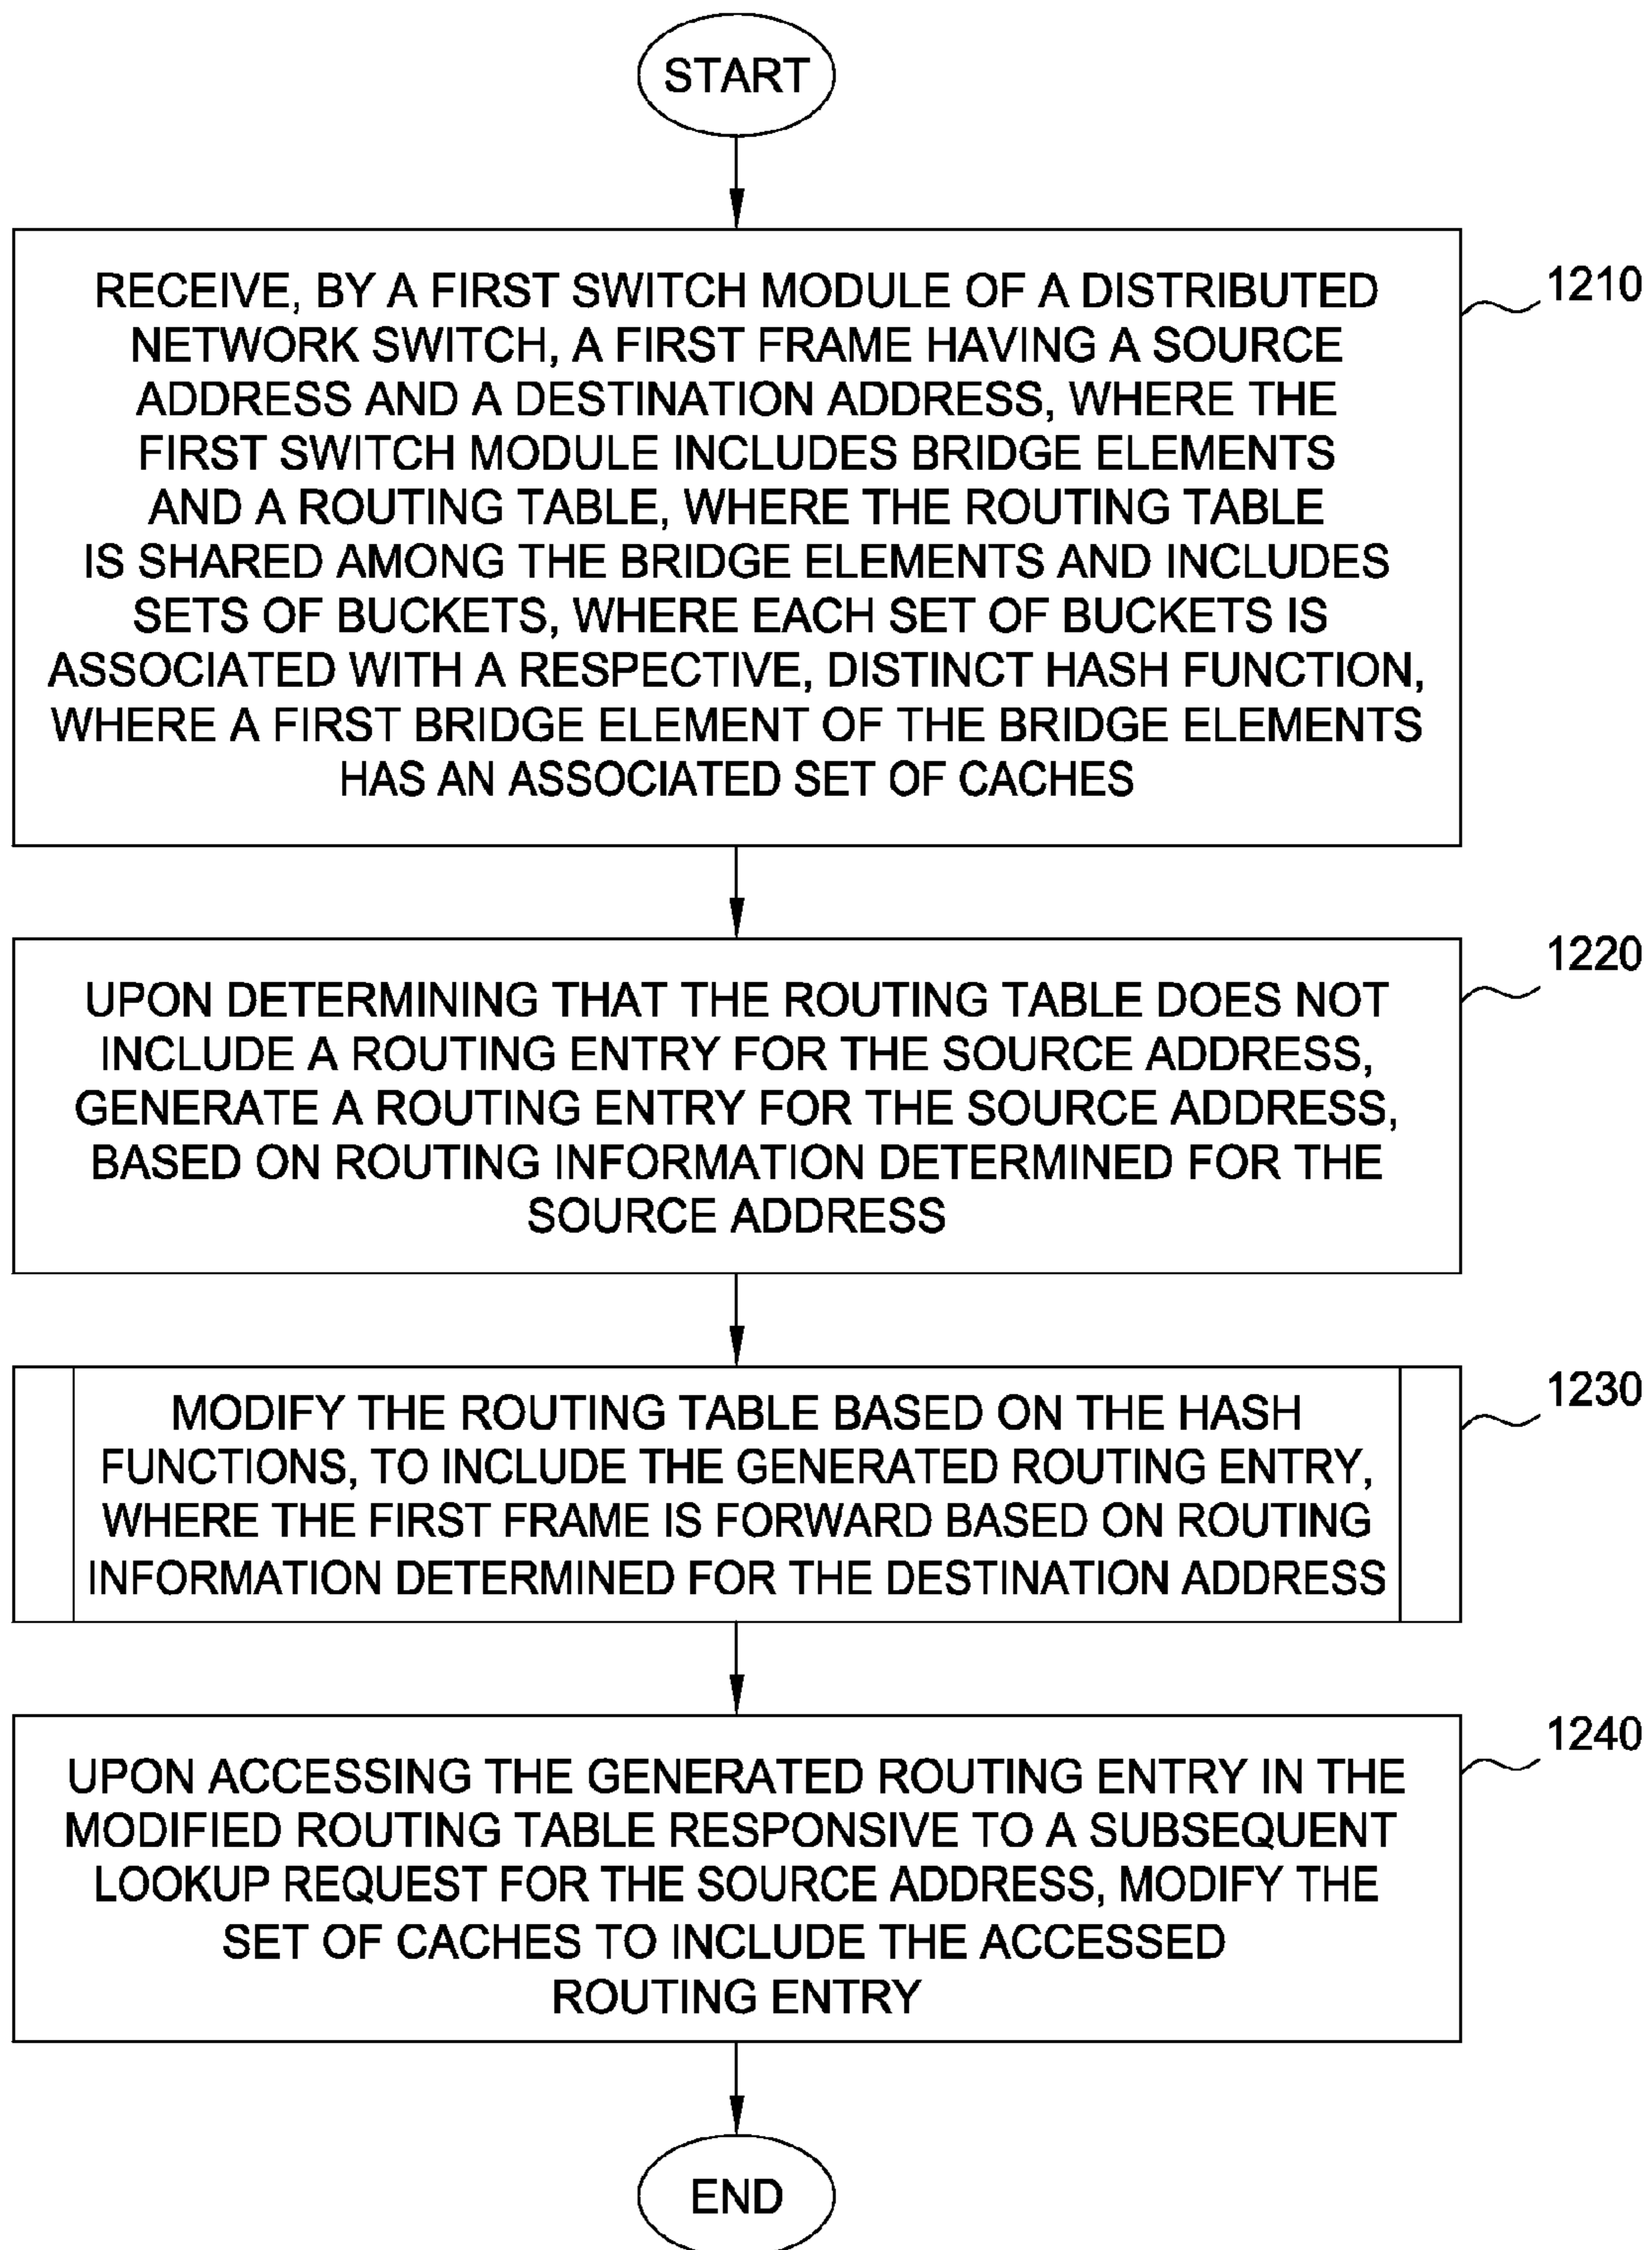 START
RECEIVE, BY A FIRST SWITCH MODULE OF A DISTRIBUTED
NETWORK SWITCH, A FIRST FRAME HAVING A SOURCE
ADDRESS AND A DESTINATION ADDRESS, WHERE THE
FIRST SWITCH MODULE INCLUDES BRIDGE ELEMENTS
AND A ROUTING TABLE, WHERE THE ROUTING TABLE
IS SHARED AMONG THE BRIDGE ELEMENTS AND INCLUDES
SETS OF BUCKETS, WHERE EACH SET OF BUCKETS IS
ASSOCIATED WITH A RESPECTIVE, DISTINCT HASH FUNCTION,
WHERE A FIRST BRIDGE ELEMENT OF THE BRIDGE ELEMENTS
HAS AN ASSOCIATED SET OF CACHES
1210
UPON DETERMINING THAT THE ROUTING TABLE DOES NOT
INCLUDE A ROUTING ENTRY FOR THE SOURCE ADDRESS,
GENERATE A ROUTING ENTRY FOR THE SOURCE ADDRESS,
BASED ON ROUTING INFORMATION DETERMINED FOR THE
SOURCE ADDRESS
1220
MODIFY THE ROUTING TABLE BASED ON THE HASH
FUNCTIONS, TO INCLUDE THE GENERATED ROUTING ENTRY,
WHERE THE FIRST FRAME IS FORWARD BASED ON ROUTING
INFORMATION DETERMINED FOR THE DESTINATION ADDRESS
1230
UPON ACCESSING THE GENERATED ROUTING ENTRY IN THE
MODIFIED ROUTING TABLE RESPONSIVE TO A SUBSEQUENT
LOOKUP REQUEST FOR THE SOURCE ADDRESS, MODIFY THE
SET OF CACHES TO INCLUDE THE ACCESSED
ROUTING ENTRY
1240
END